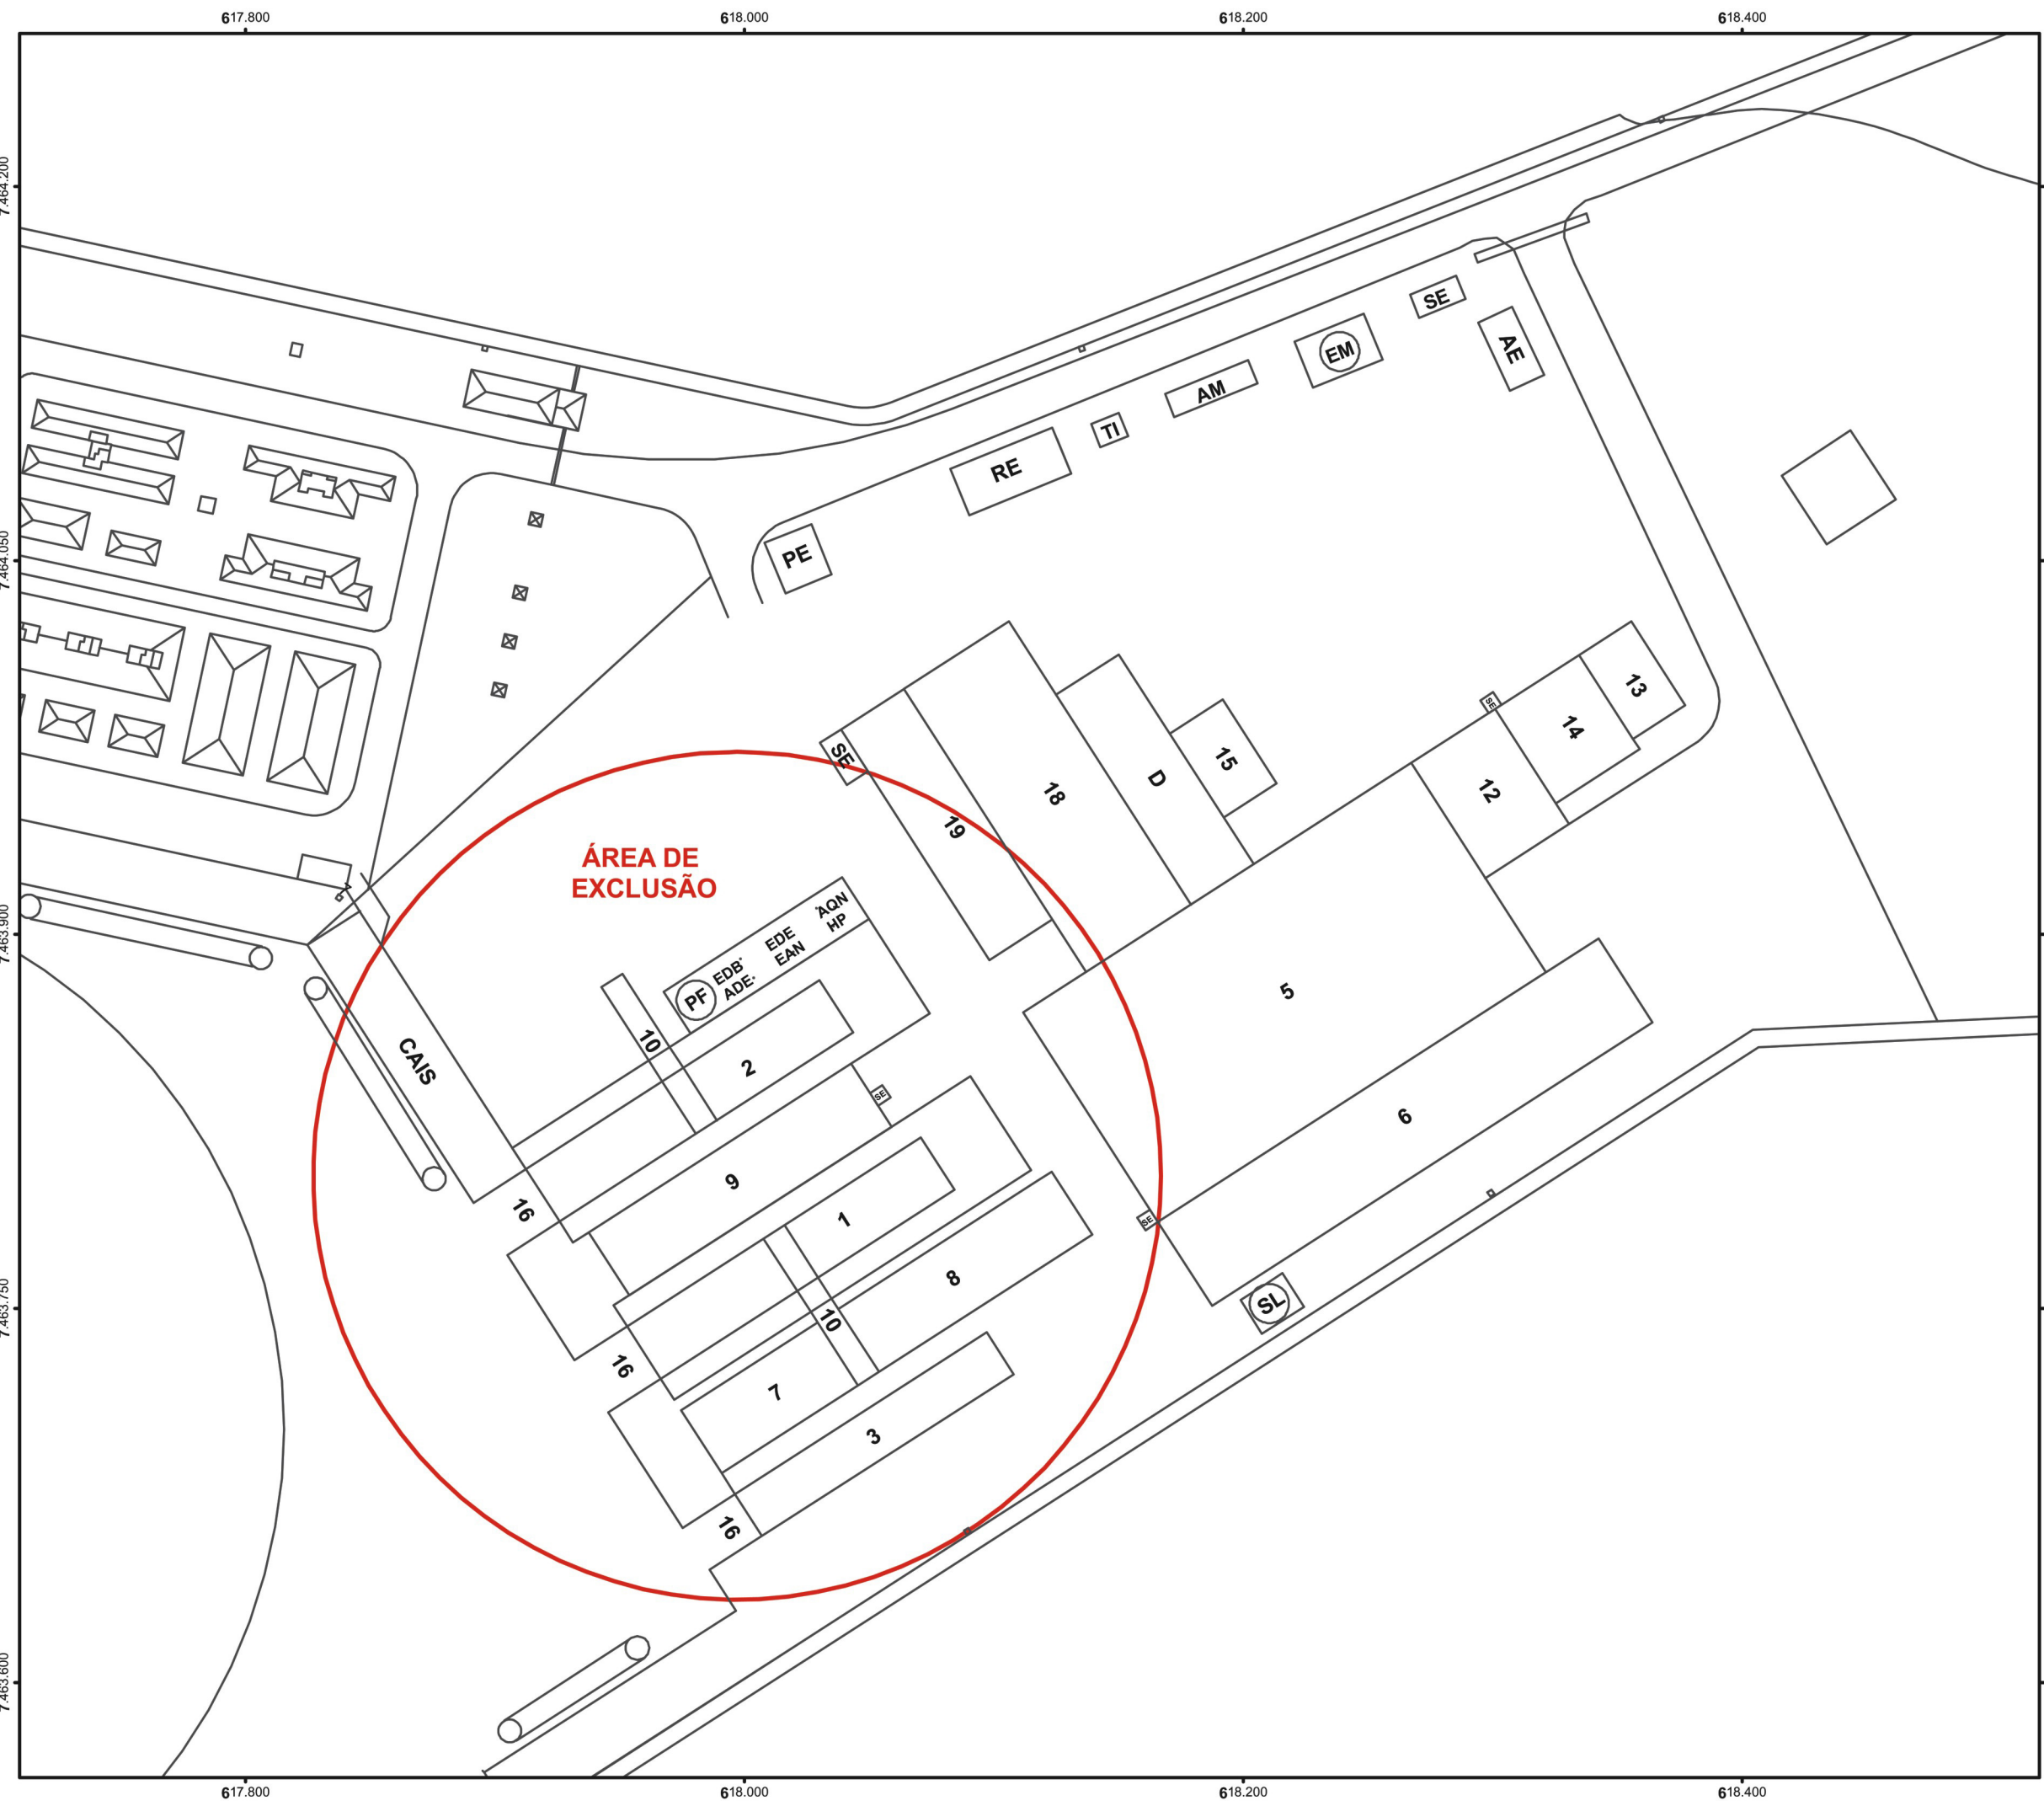 617.800 618.000 618.200 618.400
7.464.200
SE
EM
AE
AM
TI
RE
7.464.050
PE
13
SE
14
SE
15
D
18
12
19
ÁREA DE
EXCLUSÃO
AQN
HP
7.463.900
EDE
EAN
EDB
ADE
PF
5
10
CAIS
2
SE
6
9
16
1
SE
8
SL
7.463.750
10
16
7
3
16
7.463.600
617.800 618.000 618.200 618.400